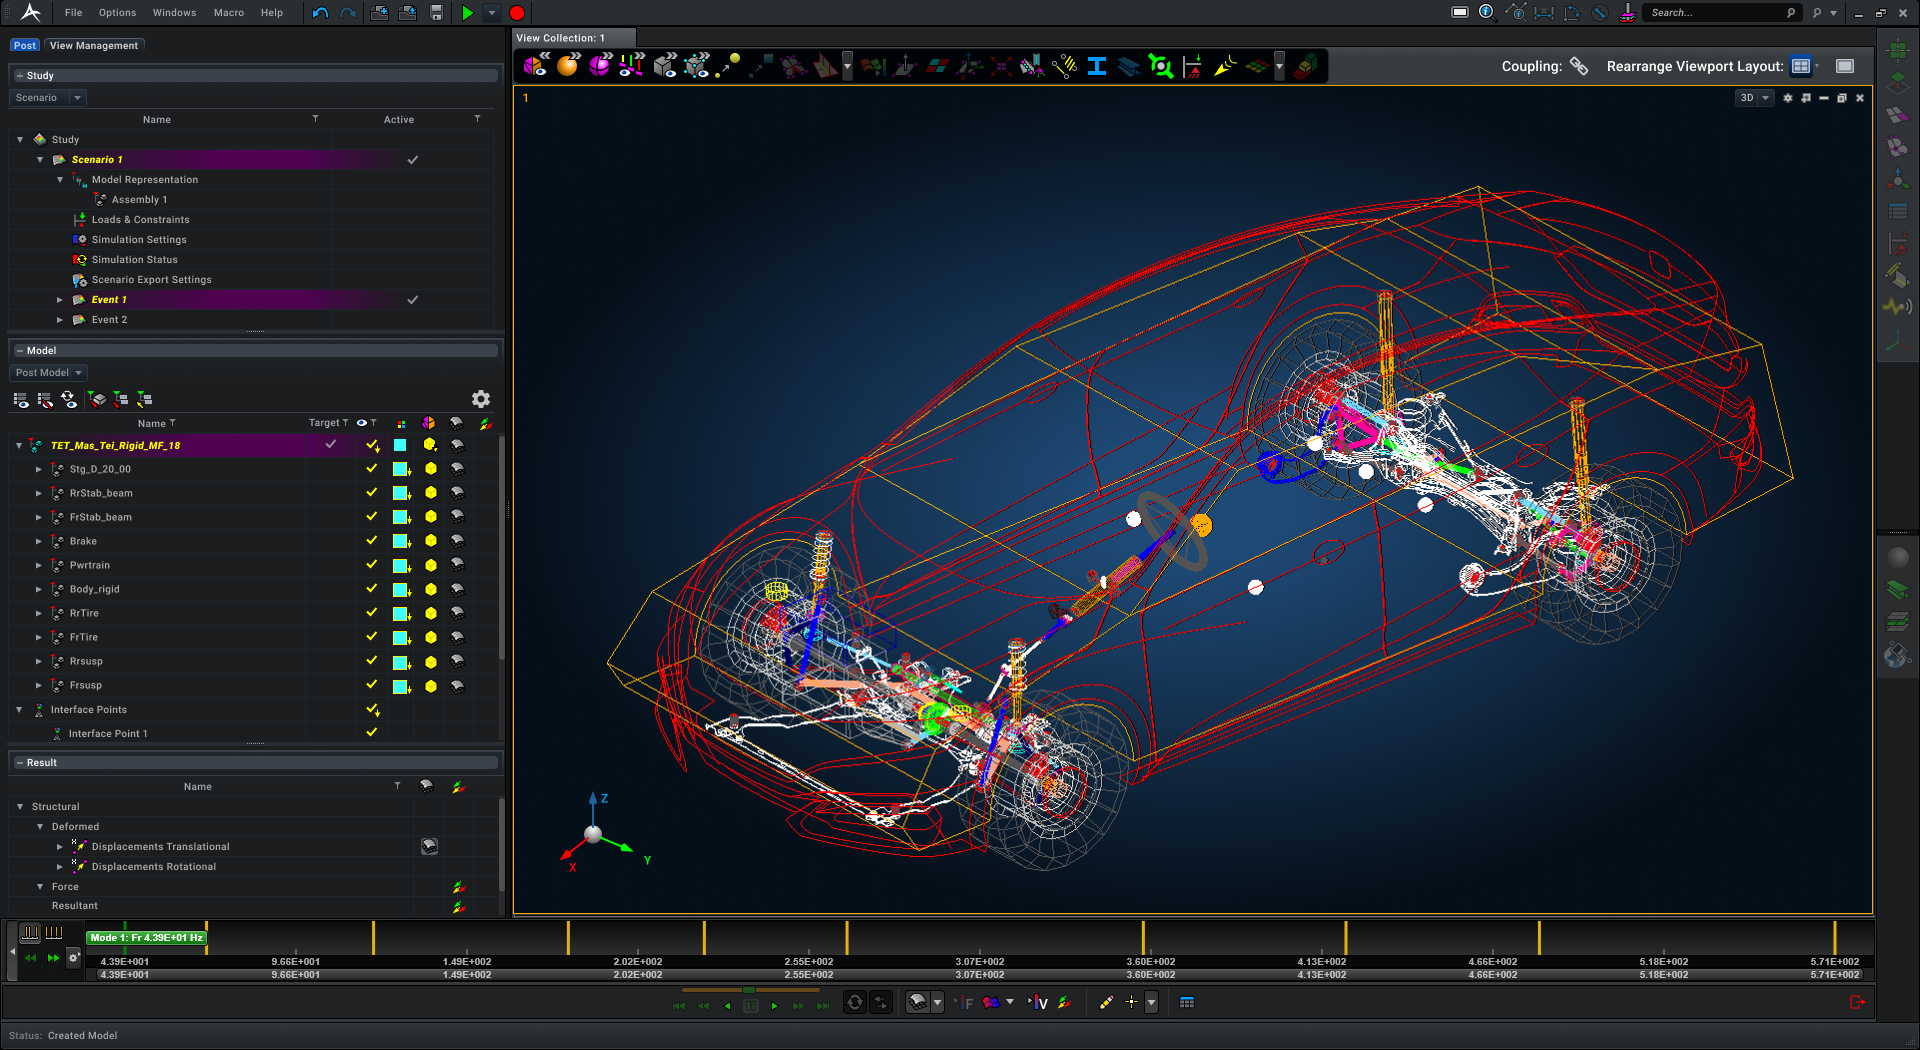 File Options Windows Macro Help Search...
Post View Management
View Collection: 1
Coupling: Rearrange Viewport Layout:
Study
Scenario
Name Active
Study
Scenario 1
Model Representation
Assembly 1
Loads & Constraints
Simulation Settings
Simulation Status
Scenario Export Settings
Event 1
Event 2
Model
Post Model
Name Target
TET_Mas_Tei_Rigid_MF_18
Stg_D_20_00
RrStab_beam
FrStab_beam
Brake
Pwrtrain
Body_rigid
RrTire
FrTire
Rrsusp
Frsusp
Interface Points
Interface Point 1
Result
Name
Structural
Deformed
Displacements Translational
Displacements Rotational
Force
Resultant
1
3D
Z
Y
X
Mode 1: Fr 4.39E+01 Hz
4.39E+001 9.66E+001 1.49E+002 2.02E+002 2.55E+002 3.07E+002 3.60E+002 4.13E+002 4.66E+002 5.18E+002 5.71E+002
4.39E+001 9.66E+001 1.49E+002 2.02E+002 2.55E+002 3.07E+002 3.60E+002 4.13E+002 4.66E+002 5.18E+002 5.71E+002
F V
Status: Created Model